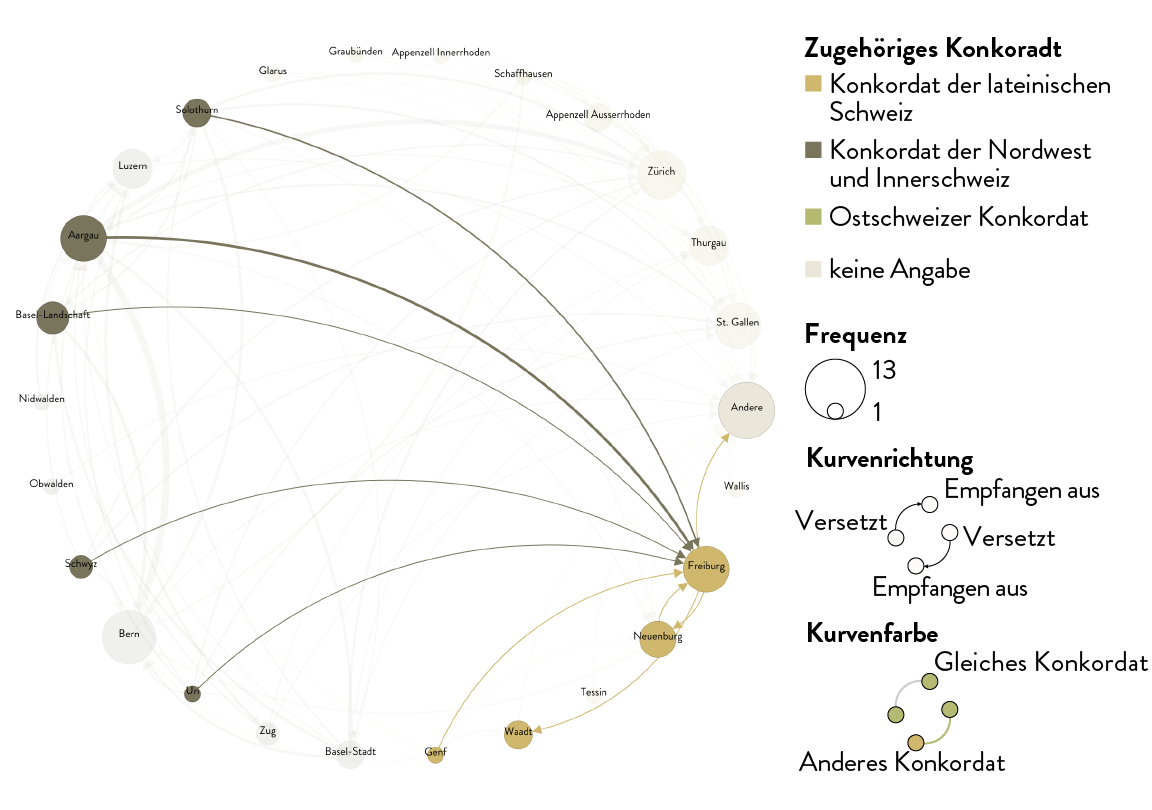 Graubünden
Appenzell Innerrhoden
Glarus
Schaffhausen
Solothurn
Appenzell Ausserrhoden
Luzern
Zürich
Aargau
Thurgau
Basel-Landschaft
St. Gallen
Nidwalden
Andere
Obwalden
Wallis
Schwyz
Freiburg
Bern
Neuenburg
Uri
Tessin
Zug
Waadt
Basel-Stadt
Genf
Zugehöriges Konkoradt
Konkordat der lateinischen
Schweiz
Konkordat der Nordwest
und Innerschweiz
Ostschweizer Konkordat
keine Angabe
Frequenz
13
1
Kurvenrichtung
Empfangen aus
Versetzt
Versetzt
Empfangen aus
Kurvenfarbe
Gleiches Konkordat
Anderes Konkordat